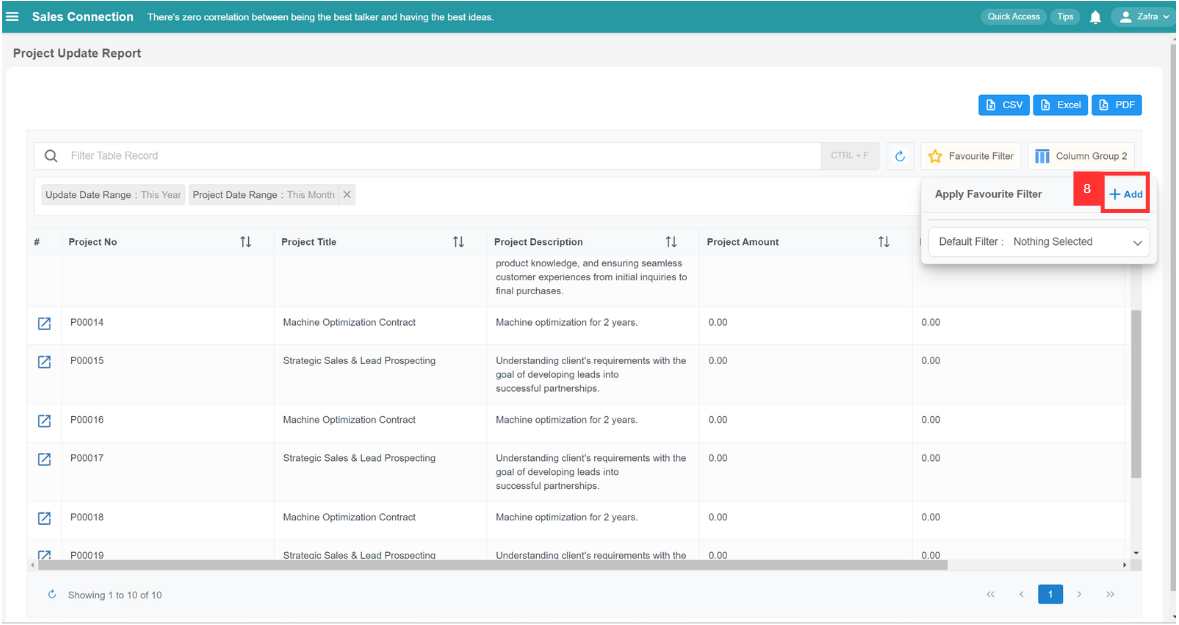 Sales Connection There's zero correlation between being the best talker and having the best ideas. Quick Access Tips Zafra
Project Update Report
CSV Excel PDF
Filter Table Record CTRL + F Favourite Filter Column Group 2
Update Date Range : This Year Project Date Range : This Month
Apply Favourite Filter 8 + Add
Default Filter : Nothing Selected
# Project No Project Title Project Description Project Amount
product knowledge, and ensuring seamless
customer experiences from initial inquiries to
final purchases.
P00014 Machine Optimization Contract Machine optimization for 2 years. 0.00 0.00
P00015 Strategic Sales & Lead Prospecting Understanding client's requirements with the 0.00 0.00
goal of developing leads into
successful partnerships.
P00016 Machine Optimization Contract Machine optimization for 2 years. 0.00 0.00
P00017 Strategic Sales & Lead Prospecting Understanding client's requirements with the 0.00 0.00
goal of developing leads into
successful partnerships.
P00018 Machine Optimization Contract Machine optimization for 2 years. 0.00 0.00
P00019 Strategic Sales & Lead Prospecting Understanding client's requirements with the 0.00 0.00
Showing 1 to 10 of 10 << < 1 > >>